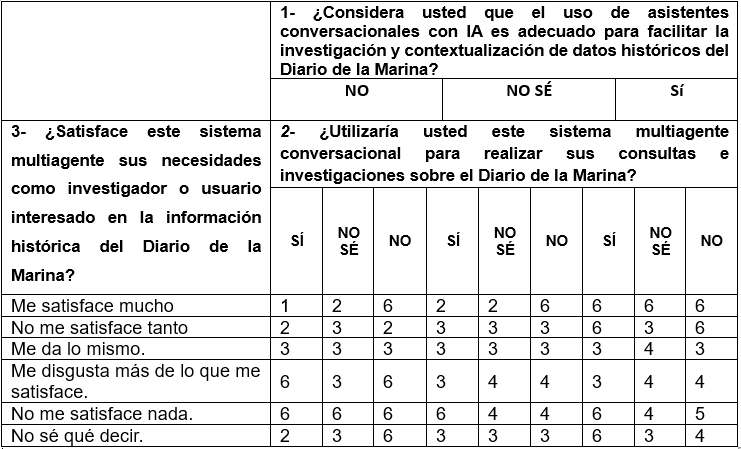 1- ¿Considera usted que el uso de asistentes
conversacionales con IA es adecuado para facilitar la
investigación y contextualización de datos históricos del
Diario de la Marina?
NO NO SÉ Sí
3- ¿Satisface este sistema
multiagente sus necesidades
como investigador o usuario
interesado en la información
histórica del Diario de la
Marina?
2- ¿Utilizaría usted este sistema multiagente
conversacional para realizar sus consultas e
investigaciones sobre el Diario de la Marina?
SÍ NO SÉ NO SÍ NO SÉ NO SÍ NO SÉ NO
Me satisface mucho 1 2 6 2 2 6 6 6 6
No me satisface tanto 2 3 2 3 3 3 6 3 6
Me da lo mismo. 3 3 3 3 3 3 3 4 3
Me disgusta más de lo que me
satisface. 6 3 6 3 4 4 3 4 4
No me satisface nada. 6 6 6 6 4 4 6 4 5
No sé qué decir. 2 3 6 3 3 3 6 3 4